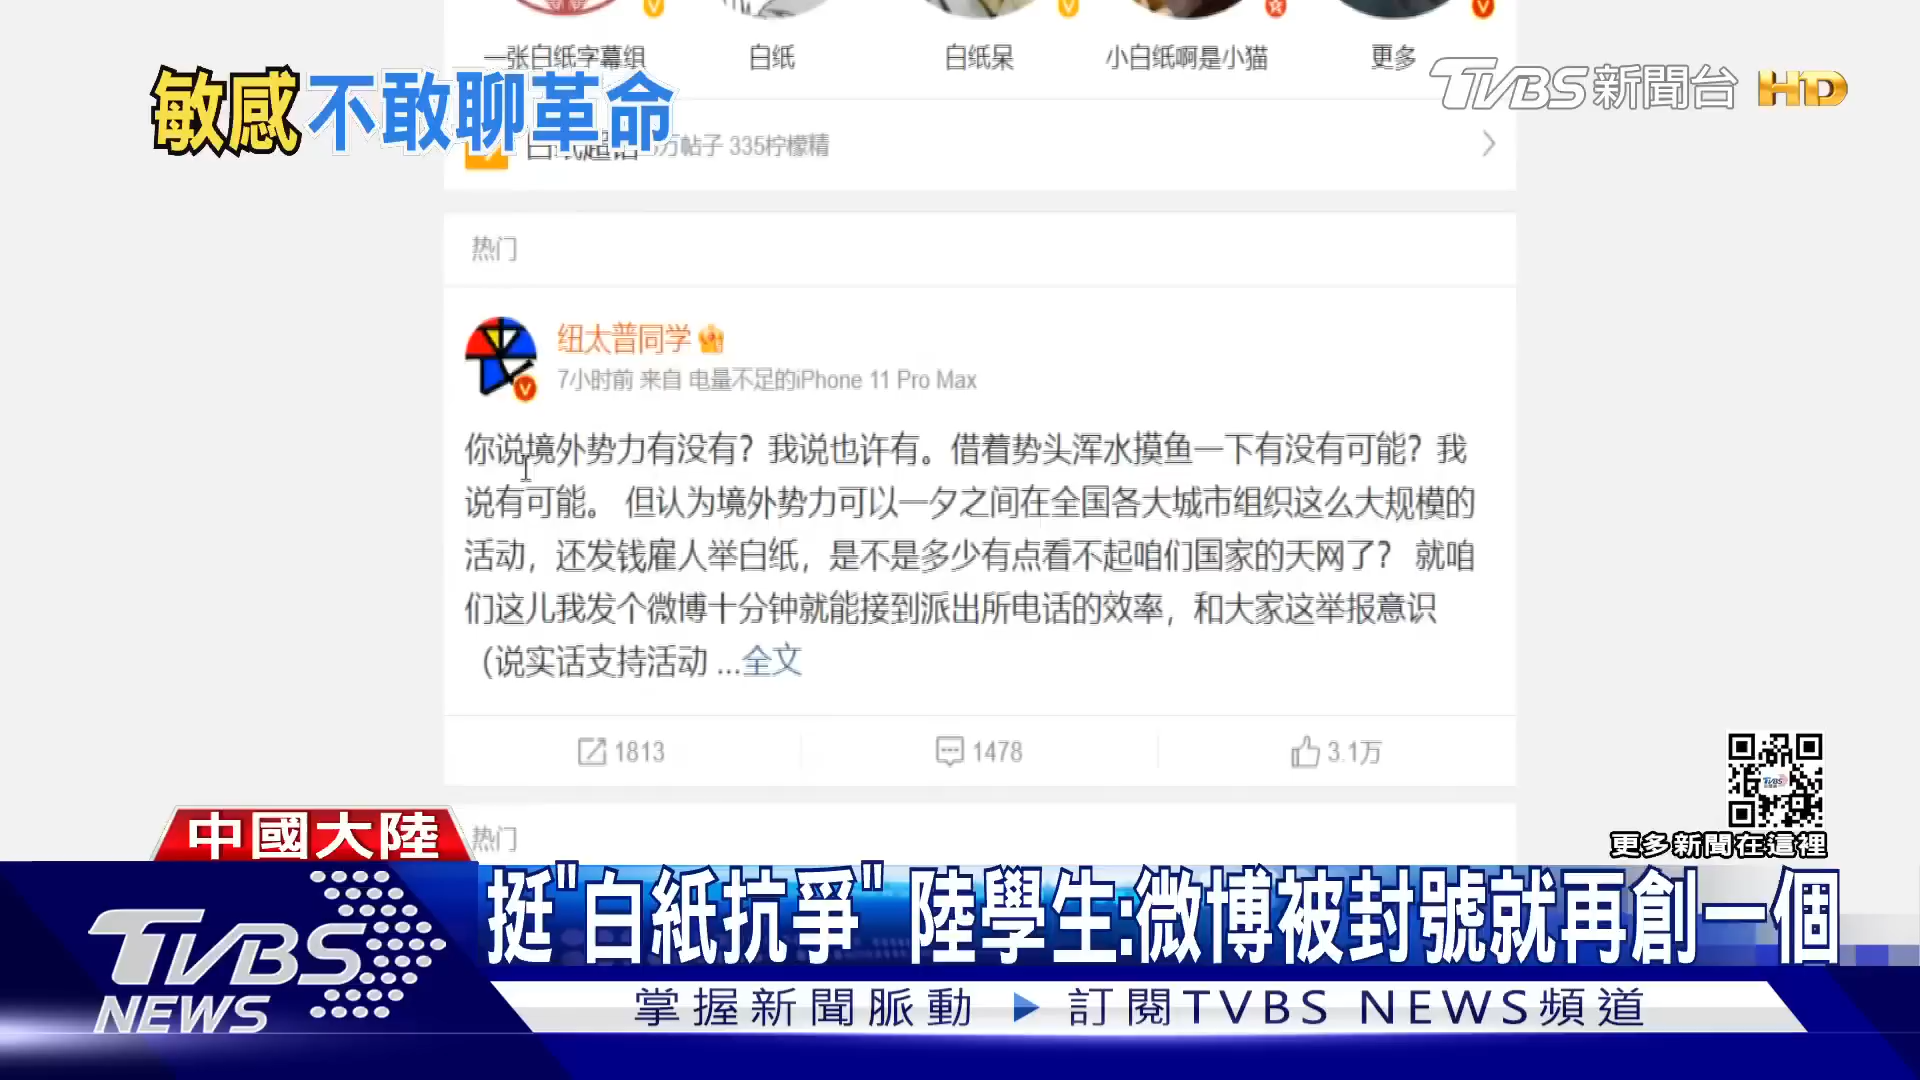 一张白纸字幕组 白纸 白纸呆 小白纸啊是小猫 更多
敏感不敢聊革命
TVBS新聞台 HD
白纸超话 万帖子 335柠檬精
热门
纽太普同学
7小时前 来自 电量不足的iPhone 11 Pro Max
你说境外势力有没有？我说也许有。借着势头浑水摸鱼一下有没有可能？我
说有可能。 但认为境外势力可以一夕之间在全国各大城市组织这么大规模的
活动，还发钱雇人举白纸，是不是多少有点看不起咱们国家的天网了？ 就咱
们这儿我发个微博十分钟就能接到派出所电话的效率，和大家这举报意识
（说实话支持活动 ...全文
1813 1478 3.1万
TVBS
更多新聞在這裡
中國大陸
热门
挺"白紙抗爭" 陸學生:微博被封號就再創一個
TVBS
NEWS
掌握新聞脈動 ▶ 訂閱TVBS NEWS頻道